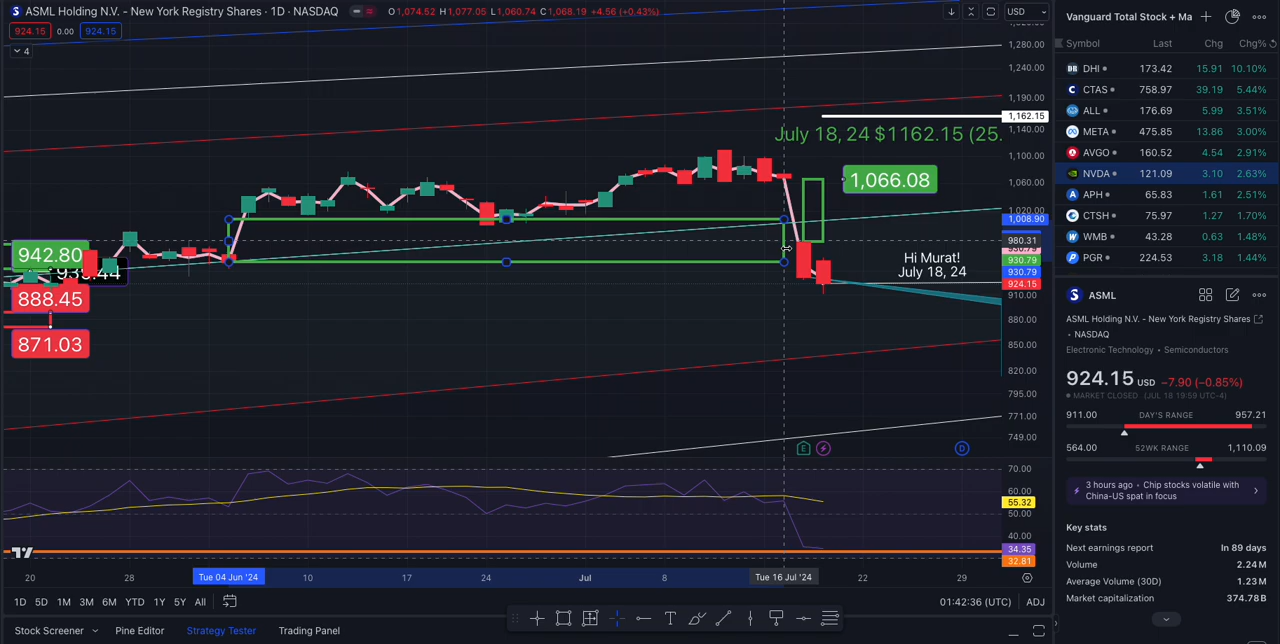 ASML Holding N.V. - New York Registry Shares · 1D · NASDAQ
O1,074.52 H1,077.05 L1,060.74 C1,068.19 +4.56 (+0.43%)
USD
924.15 0.00 924.15
4
1,280.00
1,240.00
1,190.00
1,162.15
1,140.00
1,100.00
1,060.00
1,020.00
1,008.90
980.31
930.79
930.79
924.15
910.00
880.00
850.00
820.00
795.00
771.00
749.00
July 18, 24 $1162.15 (25.
1,066.08
Hi Murat!
July 18, 24
942.80
939.44
888.45
871.03
E
D
70.00
60.00
55.32
50.00
40.00
34.35
32.81
20 28 Tue 04 Jun '24 10 17 24 Jul 8 Tue 16 Jul '24 22 29
1D 5D 1M 3M 6M YTD 1Y 5Y All
01:42:36 (UTC) ADJ
Stock Screener Pine Editor Strategy Tester Trading Panel
Vanguard Total Stock + Ma
Symbol Last Chg Chg%
DHI 173.42 15.91 10.10%
CTAS 758.97 39.19 5.44%
ALL 176.69 5.99 3.51%
META 475.85 13.86 3.00%
AVGO 160.52 4.54 2.91%
NVDA 121.09 3.10 2.63%
APH 65.83 1.61 2.51%
CTSH 75.97 1.27 1.70%
WMB 43.28 0.63 1.48%
PGR 224.53 3.18 1.44%
ASML
ASML Holding N.V. - New York Registry Shares
• NASDAQ
Electronic Technology • Semiconductors
924.15 USD −7.90 (−0.85%)
MARKET CLOSED (JUL 18 19:59 UTC-4)
911.00 DAY'S RANGE 957.21
564.00 52WK RANGE 1,110.09
3 hours ago • Chip stocks volatile with
China-US spat in focus
Key stats
Next earnings report In 89 days
Volume 2.24M
Average Volume (30D) 1.23M
Market capitalization 374.78B